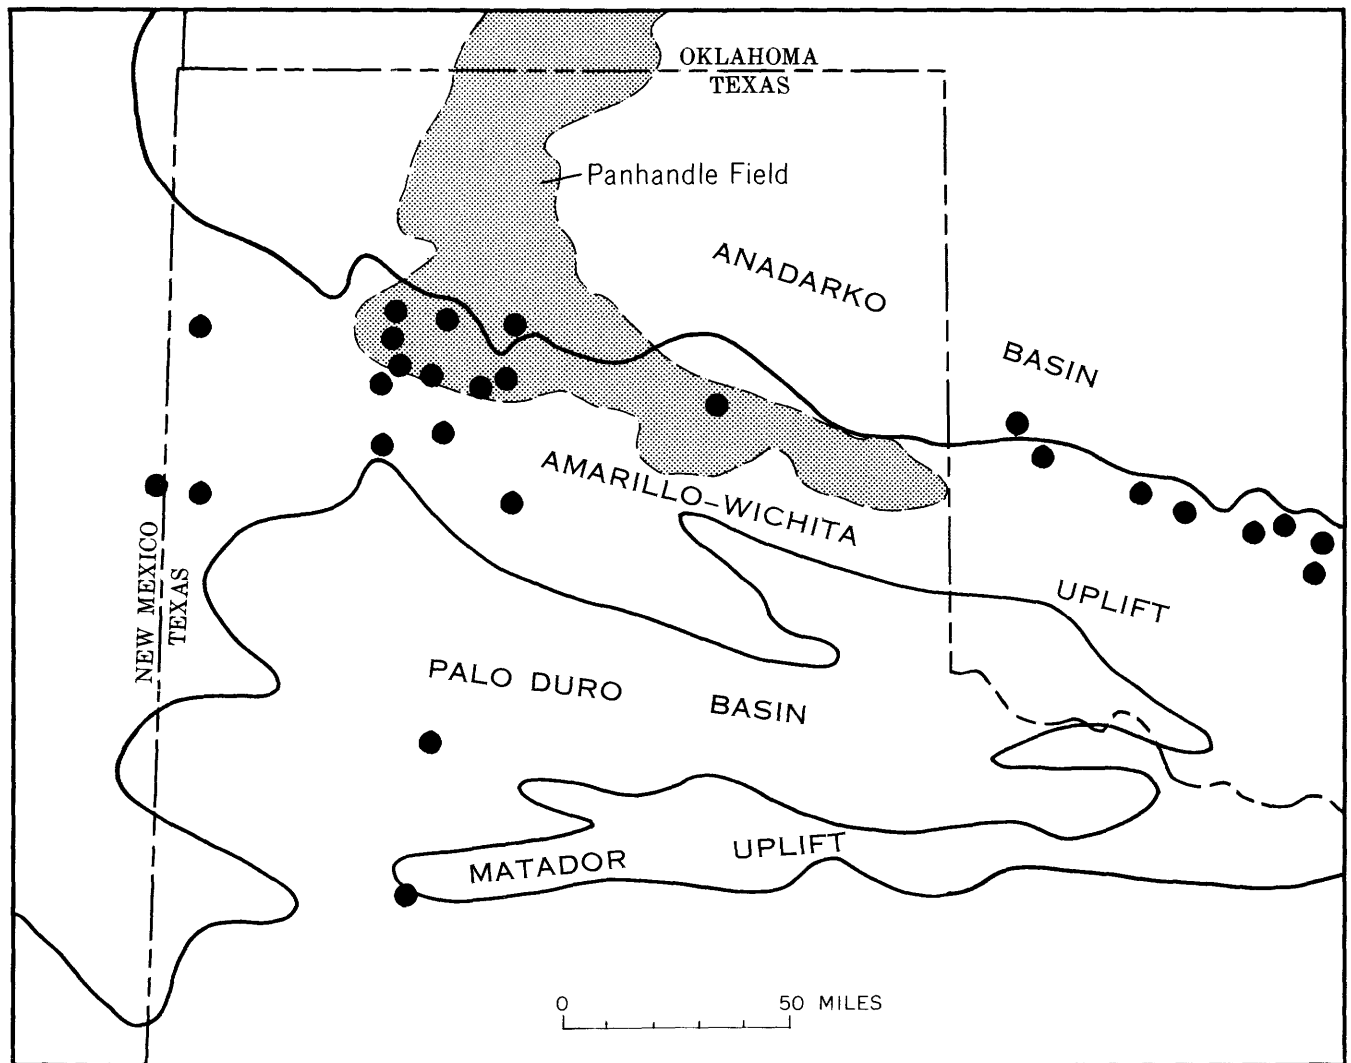 OKLAHOMA
TEXAS
Panhandle Field
ANADARKO
BASIN
AMARILLO-WICHITA
UPLIFT
NEW MEXICO
TEXAS
PALO DURO BASIN
MATADOR UPLIFT
0 50 MILES